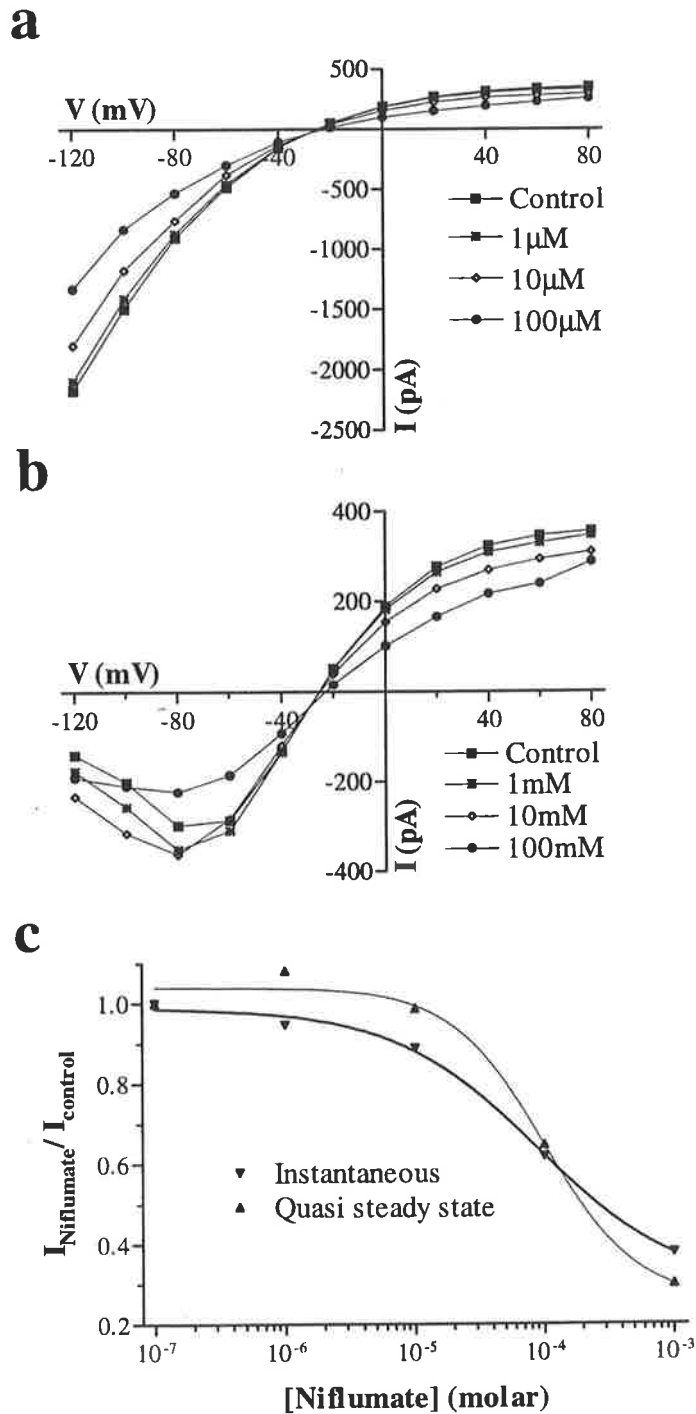 a
500
V (mV)
-120 -80 -40 40 80
-500
-1000
-1500
-2000
-2500
I (pA)
Control
1μM
10μM
100μM
b
400
200
V (mV)
-120 -80 -40 40 80
-200
-400
I (pA)
Control
1mM
10mM
100mM
c
1.0
0.8
0.6
0.4
0.2
I Niflumate / I control
Instantaneous
Quasi steady state
10⁻⁷ 10⁻⁶ 10⁻⁵ 10⁻⁴ 10⁻³
[Niflumate] (molar)